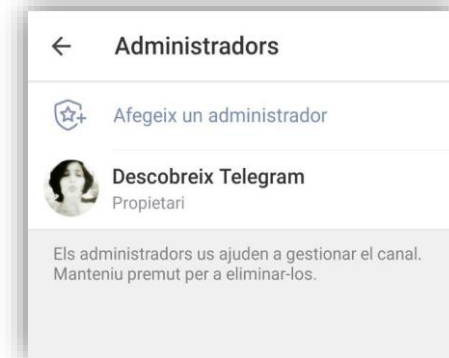 Administradors
Afegeix un administrador
Descobreix Telegram
Propietari
Els administradors us ajuden a gestionar el canal.
Manteniu premut per a eliminar-los.